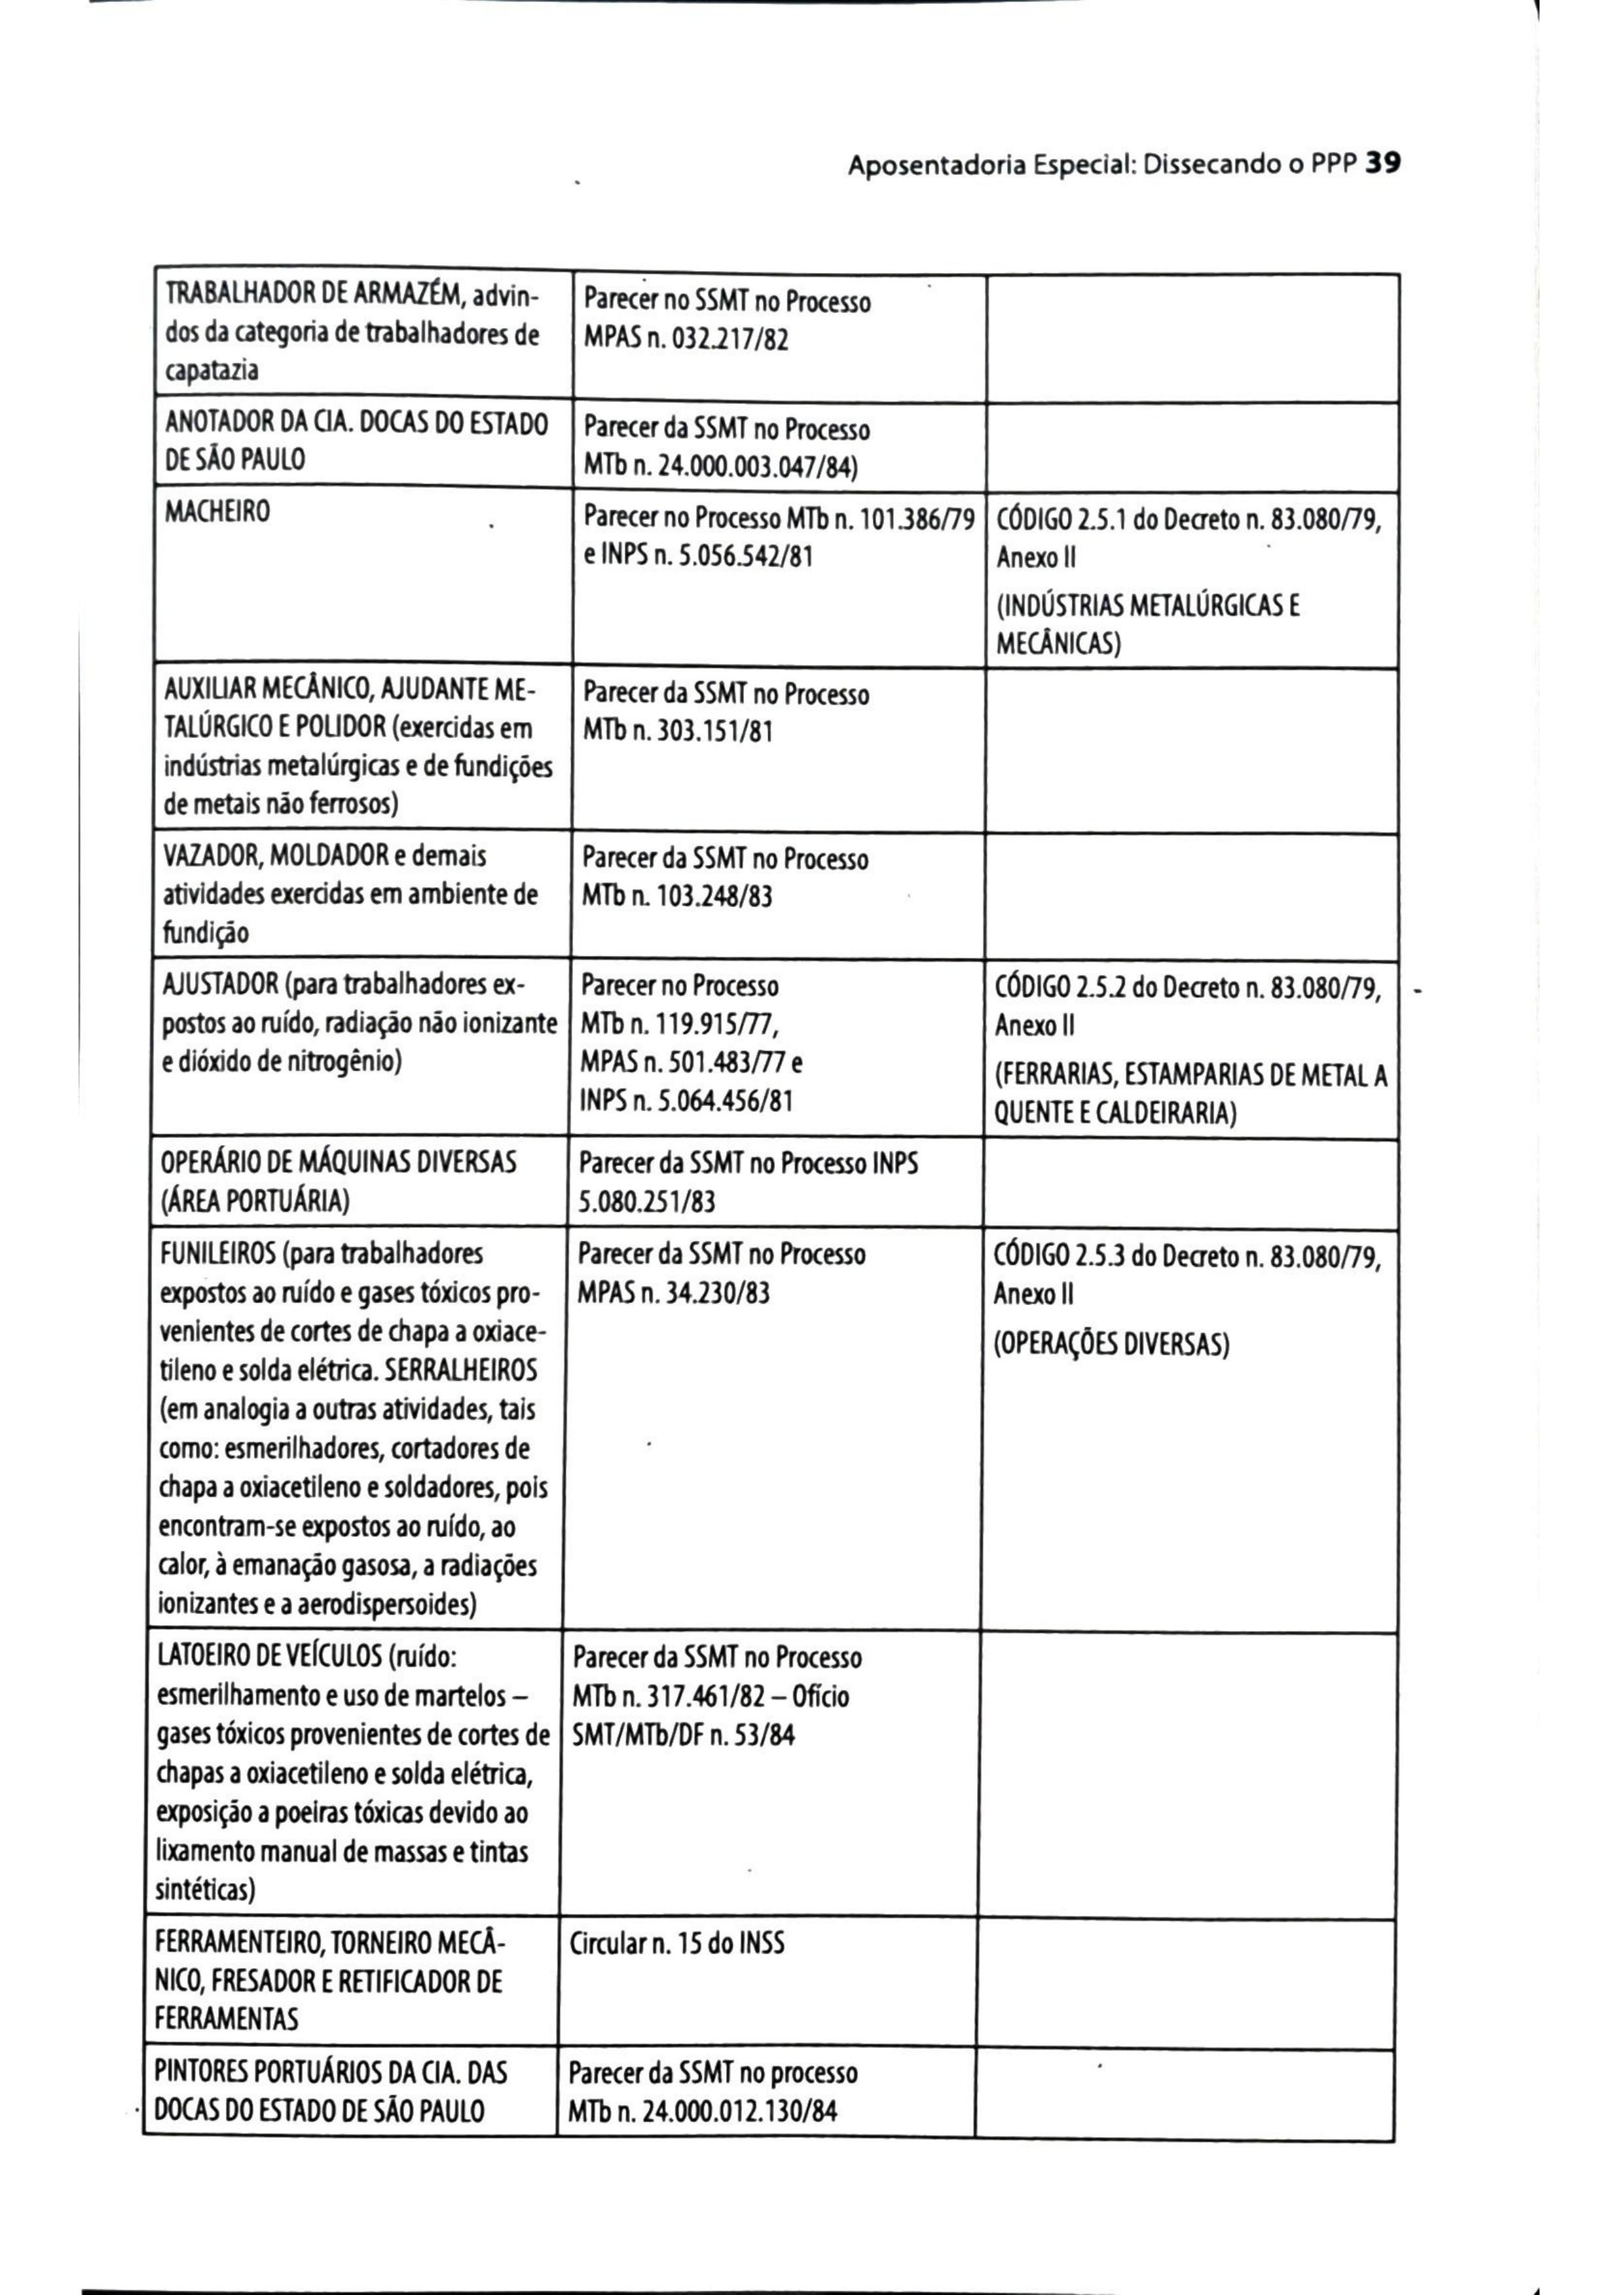 Aposentadoria Especial: Dissecando o PPP 39
TRABALHADOR DE ARMAZÉM, advin-
dos da categoria de trabalhadores de
capatazia
Parecer no SSMT no Processo
MPAS n. 032.217/82
ANOTADOR DA CIA. DOCAS DO ESTADO
DE SÃO PAULO
Parecer da SSMT no Processo
MTb n. 24.000.003.047/84)
MACHEIRO
Parecer no Processo MTb n. 101.386/79
e INPS n. 5.056.542/81
CÓDIGO 2.5.1 do Decreto n. 83.080/79,
Anexo II
(INDÚSTRIAS METALÚRGICAS E
MECÂNICAS)
AUXILIAR MECÂNICO, AJUDANTE ME-
TALÚRGICO E POLIDOR (exercidas em
indústrias metalúrgicas e de fundições
de metais não ferrosos)
Parecer da SSMT no Processo
MTb n. 303.151/81
VAZADOR, MOLDADOR e demais
atividades exercidas em ambiente de
fundição
Parecer da SSMT no Processo
MTb n. 103.248/83
AJUSTADOR (para trabalhadores ex-
postos ao ruído, radiação não ionizante
e dióxido de nitrogênio)
Parecer no Processo
MTb n. 119.915/77,
MPAS n. 501.483/77 e
INPS n. 5.064.456/81
CÓDIGO 2.5.2 do Decreto n. 83.080/79,
Anexo II
(FERRARIAS, ESTAMPARIAS DE METAL A
QUENTE E CALDEIRARIA)
OPERÁRIO DE MÁQUINAS DIVERSAS
(ÁREA PORTUÁRIA)
Parecer da SSMT no Processo INPS
5.080.251/83
FUNILEIROS (para trabalhadores
expostos ao ruído e gases tóxicos pro-
venientes de cortes de chapa a oxiace-
tileno e solda elétrica. SERRALHEIROS
(em analogia a outras atividades, tais
como: esmerilhadores, cortadores de
chapa a oxiacetileno e soldadores, pois
encontram-se expostos ao ruído, ao
calor, à emanação gasosa, a radiações
ionizantes e a aerodispersoides)
Parecer da SSMT no Processo
MPAS n. 34.230/83
CÓDIGO 2.5.3 do Decreto n. 83.080/79,
Anexo II
(OPERAÇÕES DIVERSAS)
LATOEIRO DE VEÍCULOS (ruído:
esmerilhamento e uso de martelos –
gases tóxicos provenientes de cortes de
chapas a oxiacetileno e solda elétrica,
exposição a poeiras tóxicas devido ao
lixamento manual de massas e tintas
sintéticas)
Parecer da SSMT no Processo
MTb n. 317.461/82 – Ofício
SMT/MTb/DF n. 53/84
FERRAMENTEIRO, TORNEIRO MECÂ-
NICO, FRESADOR E RETIFICADOR DE
FERRAMENTAS
Circular n. 15 do INSS
PINTORES PORTUÁRIOS DA CIA. DAS
DOCAS DO ESTADO DE SÃO PAULO
Parecer da SSMT no processo
MTb n. 24.000.012.130/84